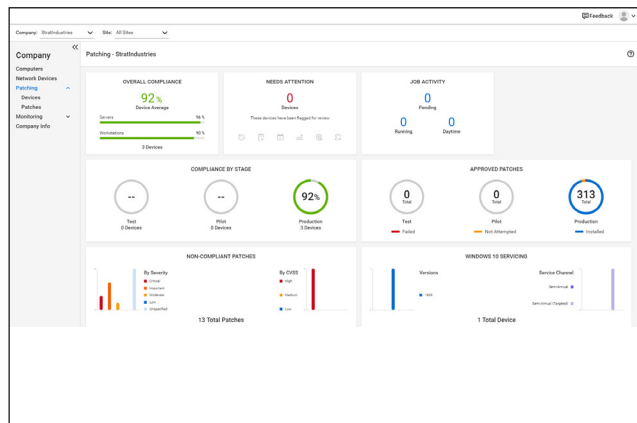 Feedback
Company: StratIndustries Site: All Sites
Company
Patching - StratIndustries
Computers
Network Devices
Patching
Devices
Patches
Monitoring
Company Info
OVERALL COMPLIANCE
92%
Device Average
Servers 96 %
Workstations 90 %
3 Devices
NEEDS ATTENTION
0
Devices
These devices have been flagged for review
JOB ACTIVITY
0
Pending
0 0
Running Daytime
COMPLIANCE BY STAGE
-- -- 92%
Test Pilot Production
0 Devices 0 Devices 3 Devices
APPROVED PATCHES
0 0 313
Total Total Total
Test Pilot Production
Failed Not Attempted Installed
NON-COMPLIANT PATCHES
By Severity
Critical
Important
Moderate
Low
Unspecified
By CVSS
High
Medium
Low
13 Total Patches
WINDOWS 10 SERVICING
Versions
Service Channel
Semi Annual
Semi Annual (Targeted)
1 Total Device